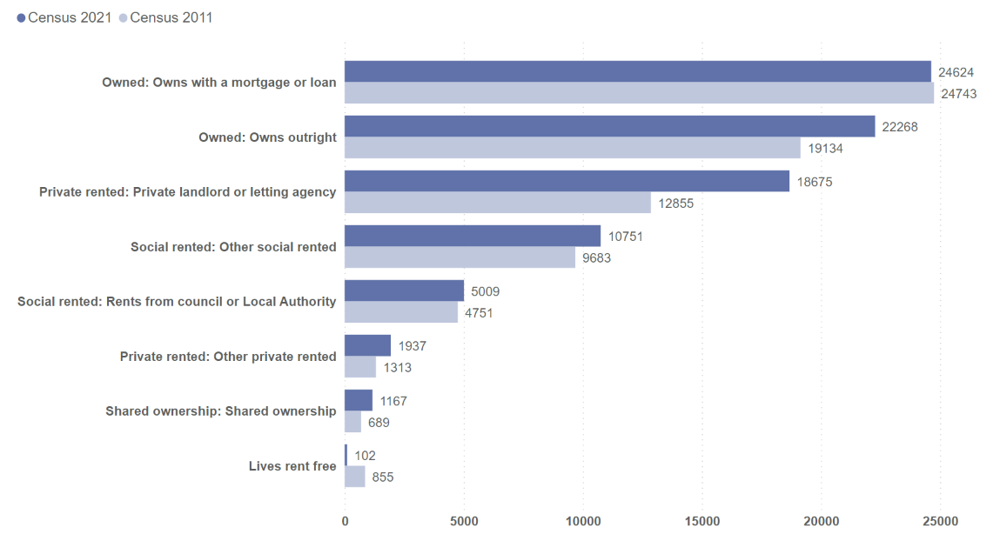 Census 2021 Census 2011
Owned: Owns with a mortgage or loan
24624
24743
Owned: Owns outright
22268
19134
Private rented: Private landlord or letting agency
18675
12855
Social rented: Other social rented
10751
9683
Social rented: Rents from council or Local Authority
5009
4751
Private rented: Other private rented
1937
1313
Shared ownership: Shared ownership
1167
689
Lives rent free
102
855
0 5000 10000 15000 20000 25000